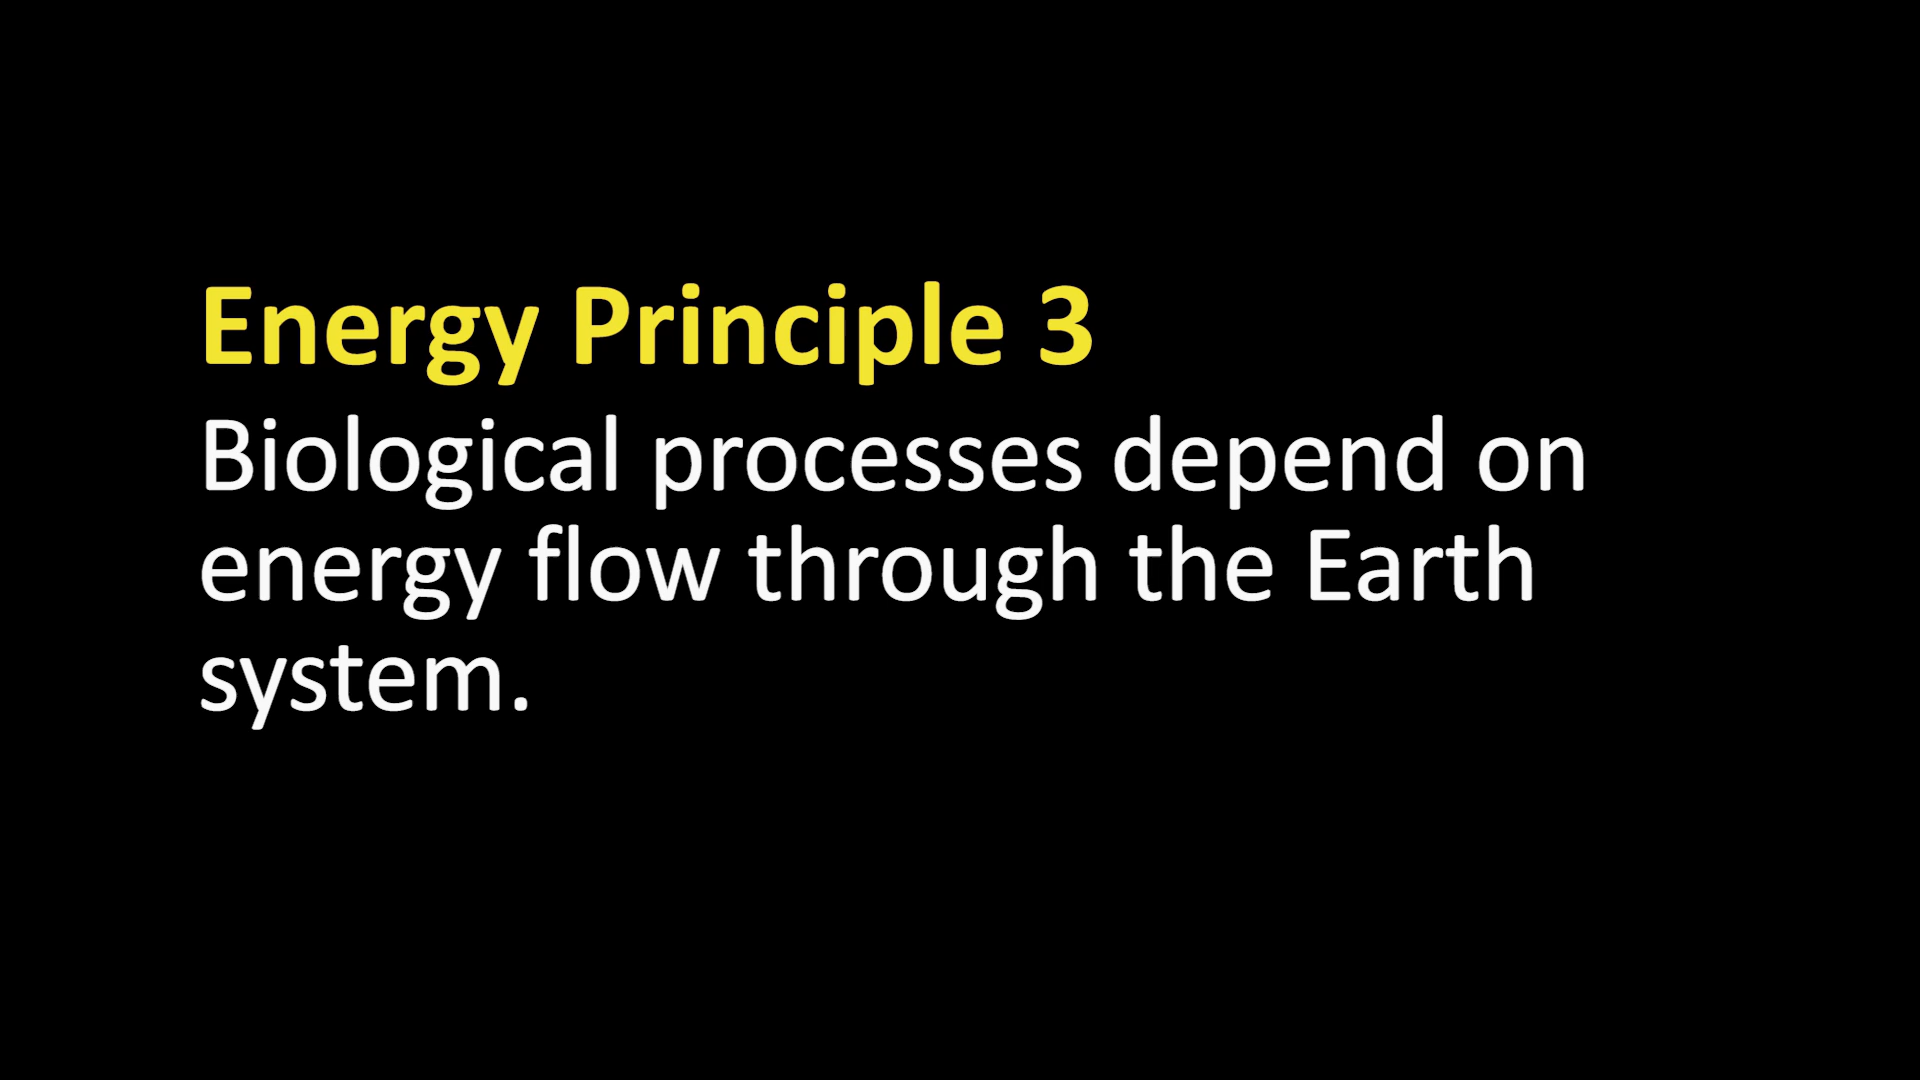 Energy Principle 3
Biological processes depend on
energy flow through the Earth
system.